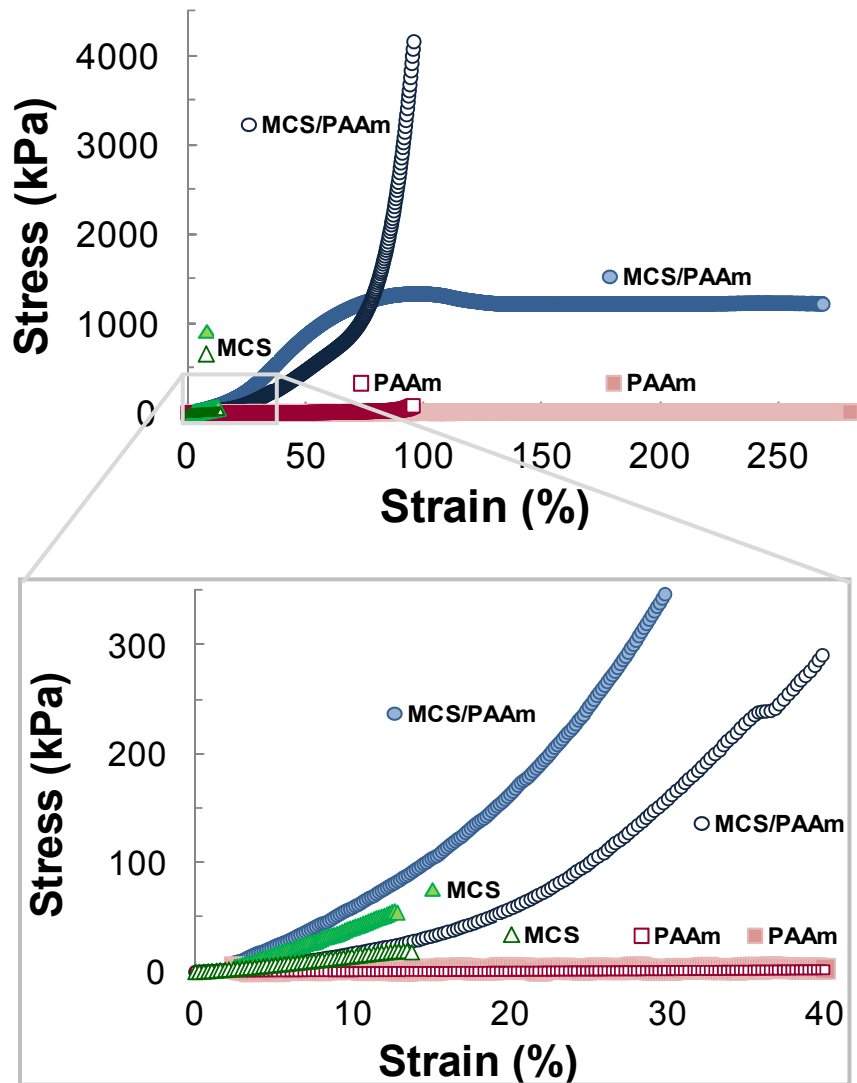 4000
MCS/PAAm
3000
Stress (kPa)
2000
MCS/PAAm
1000
MCS
PAAm PAAm
0
0 50 100 150 200 250
Strain (%)
300
MCS/PAAm
Stress (kPa)
200
MCS/PAAm
100
MCS
MCS PAAm PAAm
0
0 10 20 30 40
Strain (%)